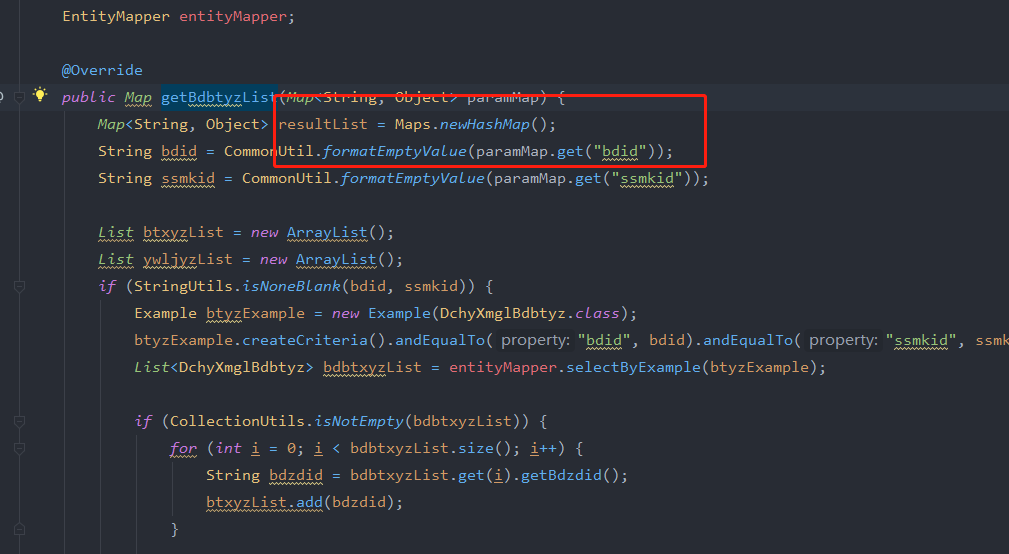 EntityMapper entityMapper;
@Override
public Map getBdbtyzList(Map<String, Object> paramMap) {
Map<String, Object> resultList = Maps.newHashMap();
String bdid = CommonUtil.formatEmptyValue(paramMap.get("bdid"));
String ssmkid = CommonUtil.formatEmptyValue(paramMap.get("ssmkid"));
List btxyzList = new ArrayList();
List ywljyzList = new ArrayList();
if (StringUtils.isNoneBlank(bdid, ssmkid)) {
Example btyzExample = new Example(DchyXmglBdbtyz.class);
btyzExample.createCriteria().andEqualTo( property: "bdid", bdid).andEqualTo( property: "ssmkid", ssmk
List<DchyXmglBdbtyz> bdbtxyzList = entityMapper.selectByExample(btyzExample);
if (CollectionUtils.isNotEmpty(bdbtxyzList)) {
for (int i = 0; i < bdbtxyzList.size(); i++) {
String bdzdid = bdbtxyzList.get(i).getBdzdid();
btxyzList.add(bdzdid);
}